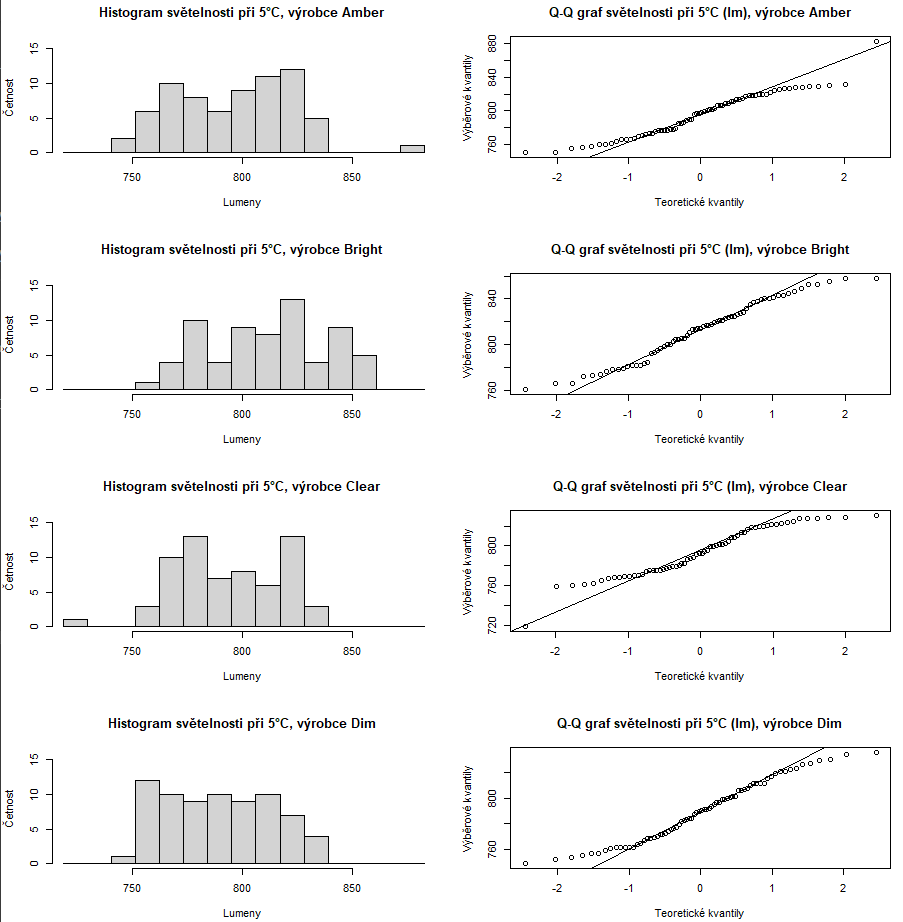 Histogram světelnosti při 5°C, výrobce Amber
Četnost
15
10
5
0
750 800 850
Lumeny
Q-Q graf světelnosti při 5°C (lm), výrobce Amber
Výběrové kvantily
880
840
800
760
-2 -1 0 1 2
Teoretické kvantily
Histogram světelnosti při 5°C, výrobce Bright
Četnost
15
10
5
0
750 800 850
Lumeny
Q-Q graf světelnosti při 5°C (lm), výrobce Bright
Výběrové kvantily
840
800
760
-2 -1 0 1 2
Teoretické kvantily
Histogram světelnosti při 5°C, výrobce Clear
Četnost
15
10
5
0
750 800 850
Lumeny
Q-Q graf světelnosti při 5°C (lm), výrobce Clear
Výběrové kvantily
800
760
720
-2 -1 0 1 2
Teoretické kvantily
Histogram světelnosti při 5°C, výrobce Dim
Četnost
15
10
5
0
750 800 850
Lumeny
Q-Q graf světelnosti při 5°C (lm), výrobce Dim
Výběrové kvantily
800
760
-2 -1 0 1 2
Teoretické kvantily